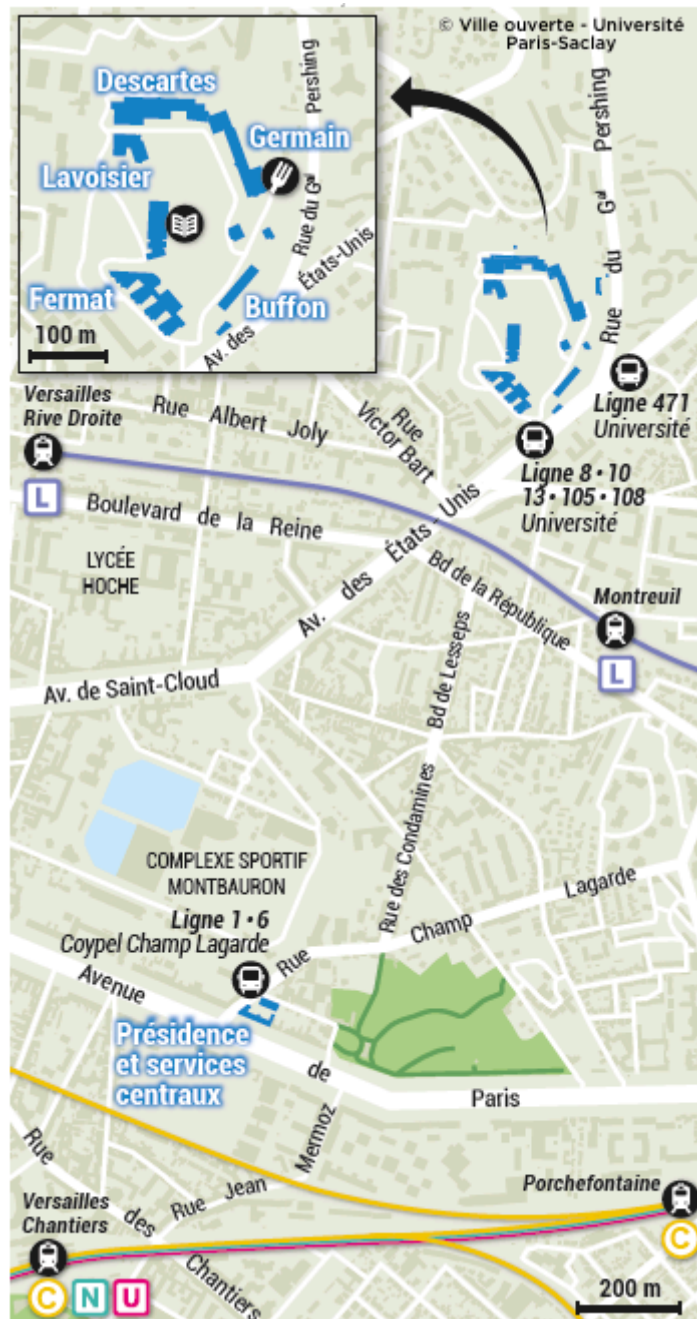 © Ville ouverte - Université
Paris-Saclay
Descartes
Germain
Lavoisier
Fermat
Buffon
Rue du Gal Pershing
Av. des États-Unis
100 m
Rue du Gal Pershing
Versailles
Rive Droite
L
Rue Albert Joly
Rue
Victor Bart
Ligne 471
Université
Ligne 8 • 10
13 • 105 • 108
Université
Boulevard de la Reine
Av. des États - Unis
LYCÉE
HOCHE
Bd de la République
Montreuil
L
Av. de Saint-Cloud
Bd de Lesseps
Rue des Condamines
COMPLEXE SPORTIF
MONTBAURON
Ligne 1 • 6
Coypel Champ Lagarde
Rue Champ Lagarde
Avenue de Paris
Présidence
et services
centraux
Rue Jean Mermoz
Rue des Chantiers
Versailles
Chantiers
C N U
Porchefontaine
C
200 m